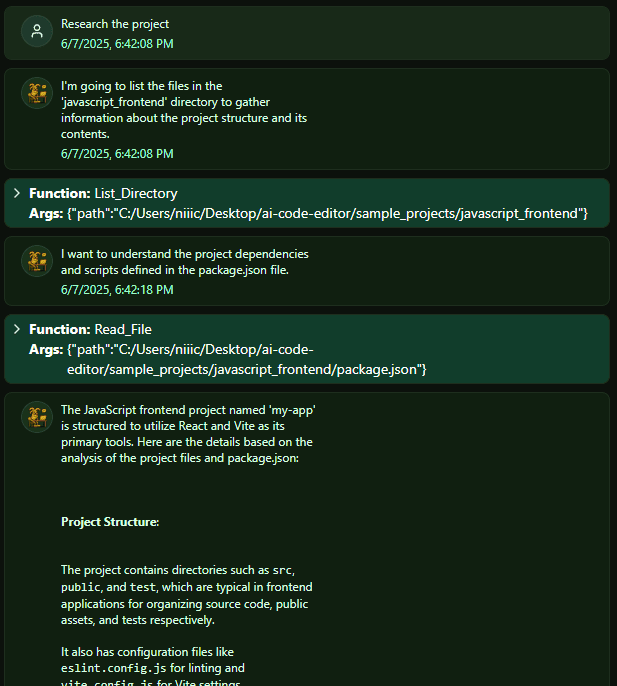 Research the project
6/7/2025, 6:42:08 PM
I'm going to list the files in the
'javascript_frontend' directory to gather
information about the project structure and its
contents.
6/7/2025, 6:42:08 PM
Function: List_Directory
Args: {"path":"C:/Users/niiic/Desktop/ai-code-editor/sample_projects/javascript_frontend"}
I want to understand the project dependencies
and scripts defined in the package.json file.
6/7/2025, 6:42:18 PM
Function: Read_File
Args: {"path":"C:/Users/niiic/Desktop/ai-code-
editor/sample_projects/javascript_frontend/package.json"}
The JavaScript frontend project named 'my-app'
is structured to utilize React and Vite as its
primary tools. Here are the details based on the
analysis of the project files and package.json:
Project Structure:
The project contains directories such as src,
public, and test, which are typical in frontend
applications for organizing source code, public
assets, and tests respectively.
It also has configuration files like
eslint.config.js for linting and
vite.config.js for Vite settings